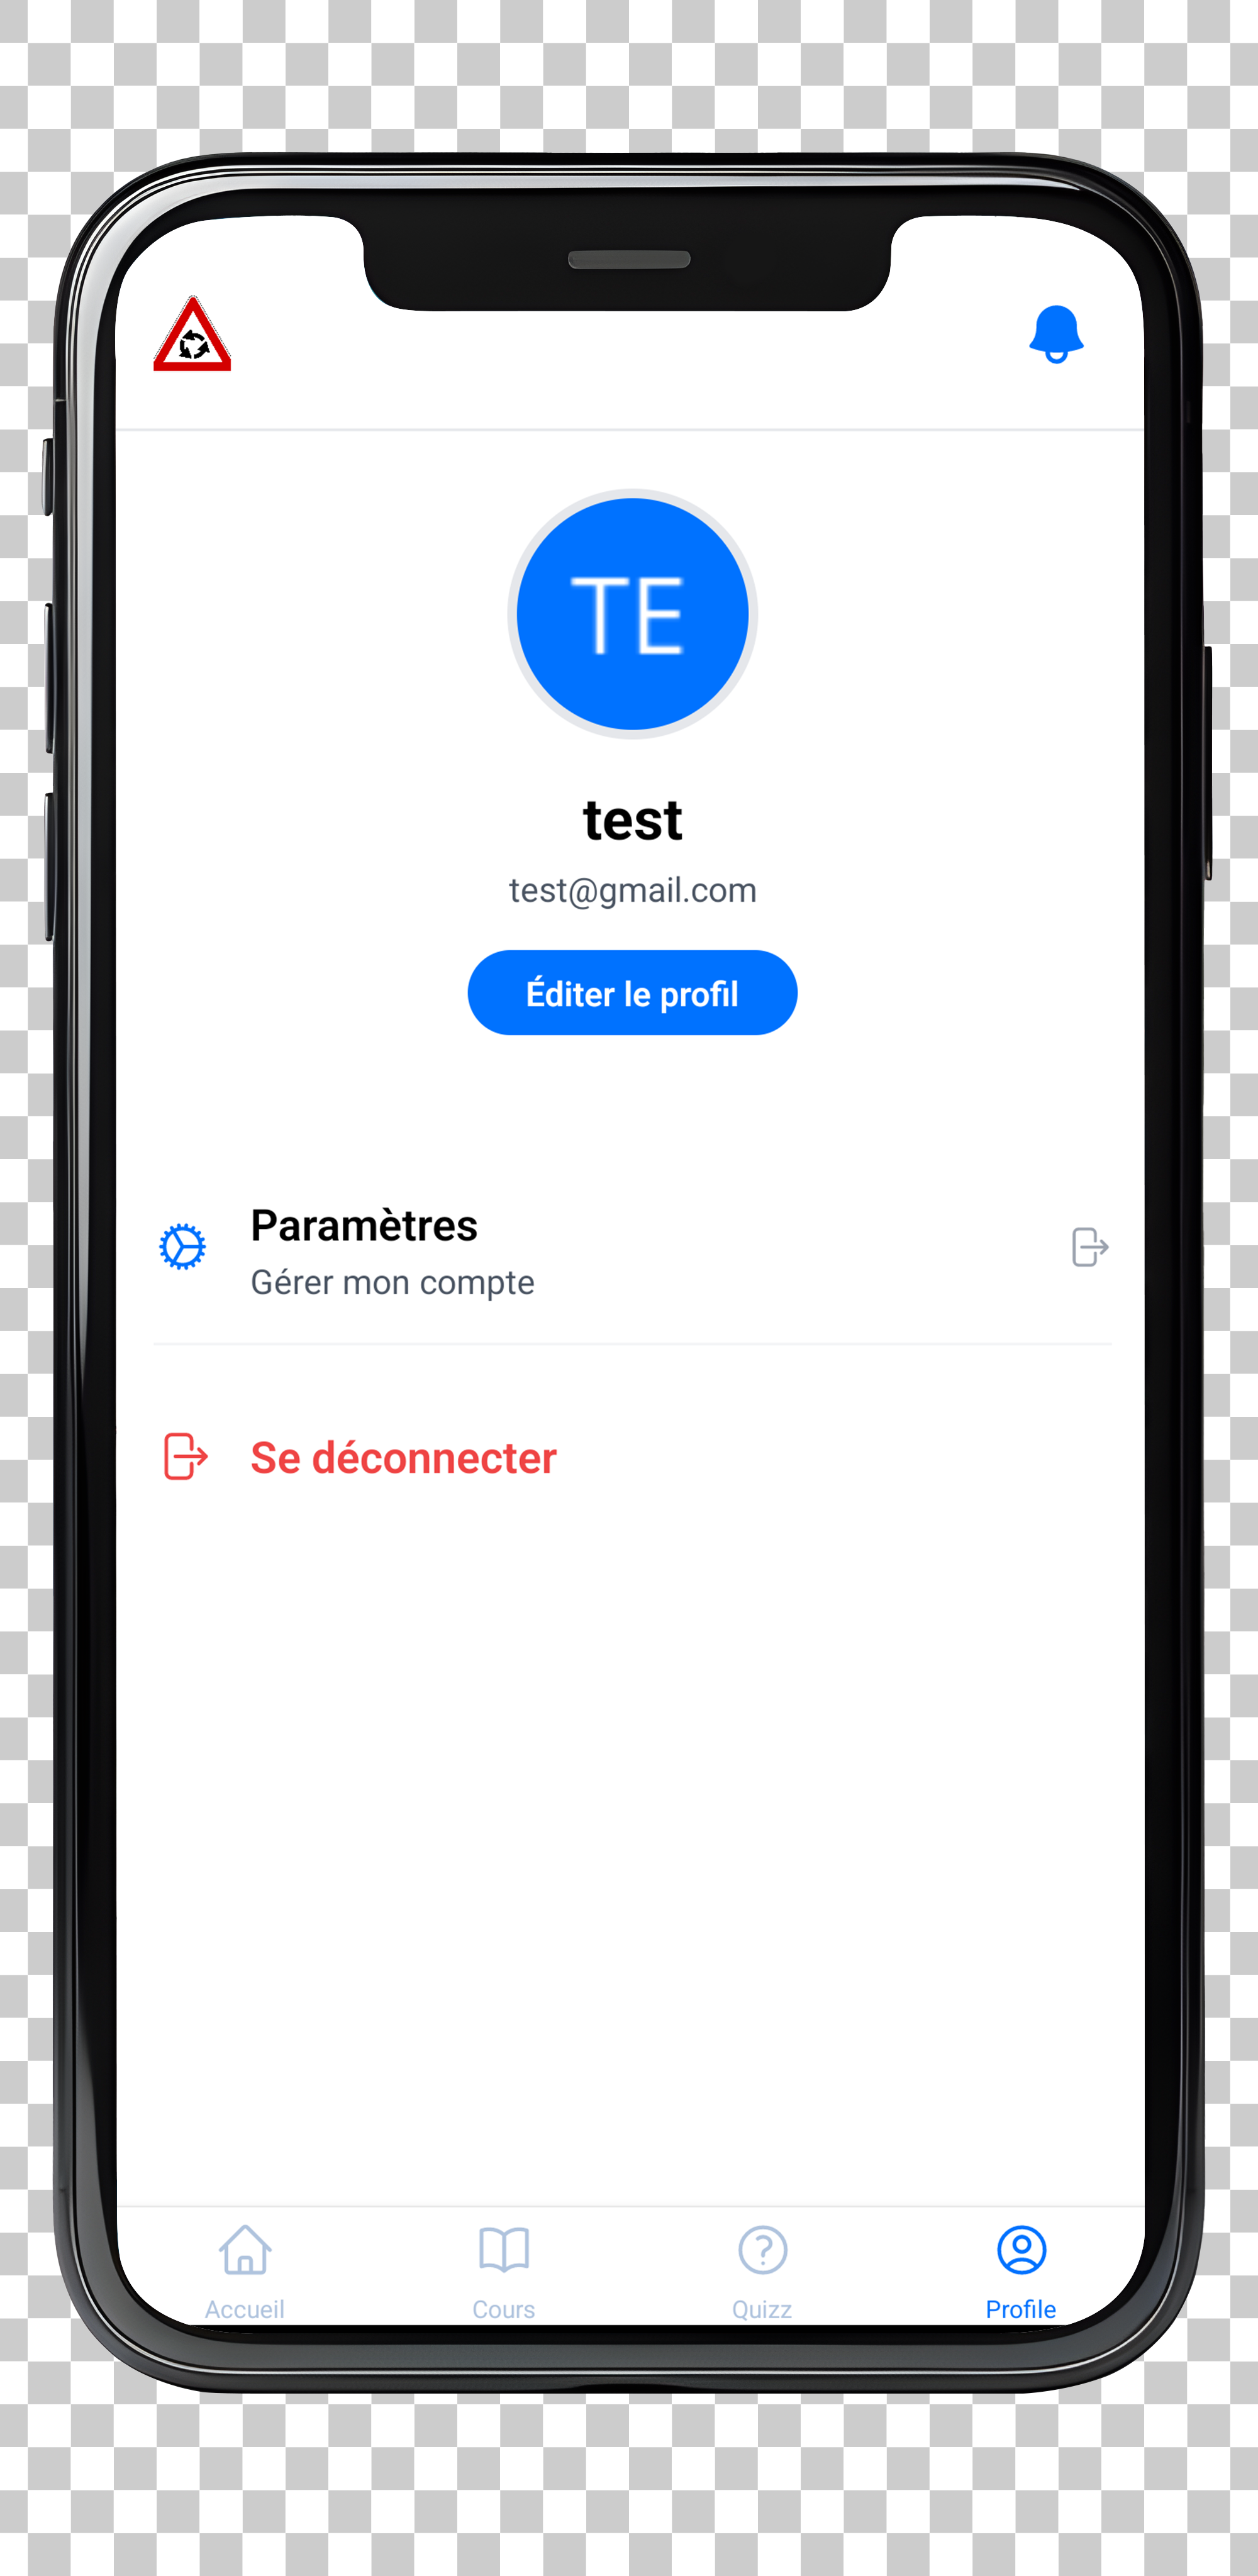 TE
test
test@gmail.com
Éditer le profil
Paramètres
Gérer mon compte
Se déconnecter
Accueil
Cours
Quizz
Profile